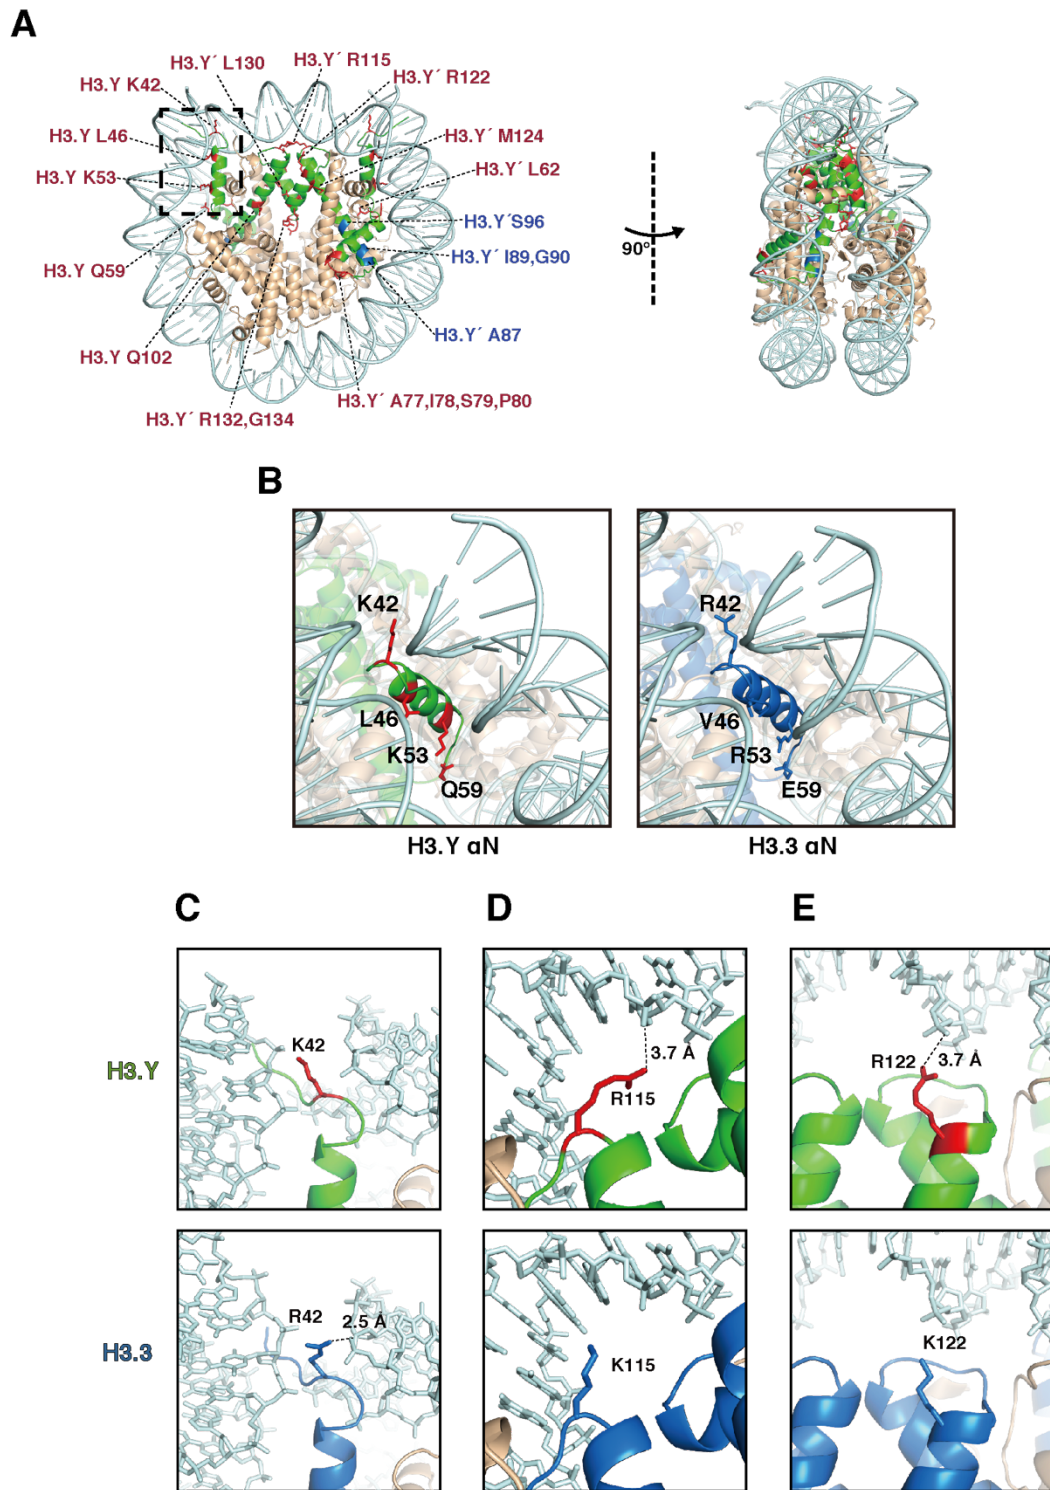 A
H3.Y´ L130
H3.Y´ R115
H3.Y´ R122
H3.Y K42
H3.Y L46
H3.Y´ M124
H3.Y K53
H3.Y´ L62
H3.Y Q59
H3.Y´S96
H3.Y´ I89,G90
H3.Y´ A87
H3.Y Q102
H3.Y´ A77,I78,S79,P80
H3.Y´ R132,G134
90°
B
K42
L46
K53
Q59
H3.Y αN
R42
V46
R53
E59
H3.3 αN
C
D
E
H3.Y
K42
3.7 Å
R115
R122
3.7 Å
H3.3
R42
2.5 Å
K115
K122